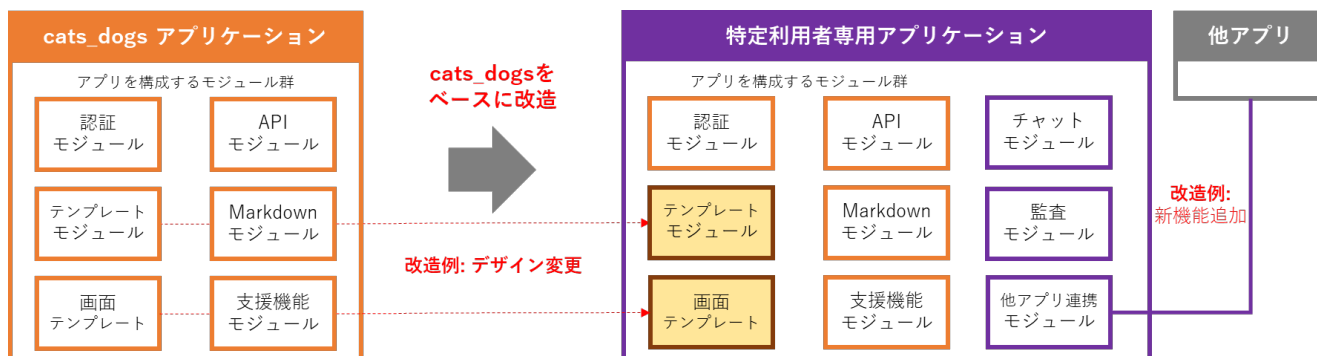 cats_dogs アプリケーション
アプリを構成するモジュール群
認証
モジュール
API
モジュール
テンプレート
モジュール
Markdown
モジュール
画面
テンプレート
支援機能
モジュール
cats_dogsを
ベースに改造
改造例: デザイン変更
特定利用者専用アプリケーション
アプリを構成するモジュール群
認証
モジュール
API
モジュール
チャット
モジュール
テンプレート
モジュール
Markdown
モジュール
監査
モジュール
画面
テンプレート
支援機能
モジュール
他アプリ連携
モジュール
他アプリ
改造例:
新機能追加